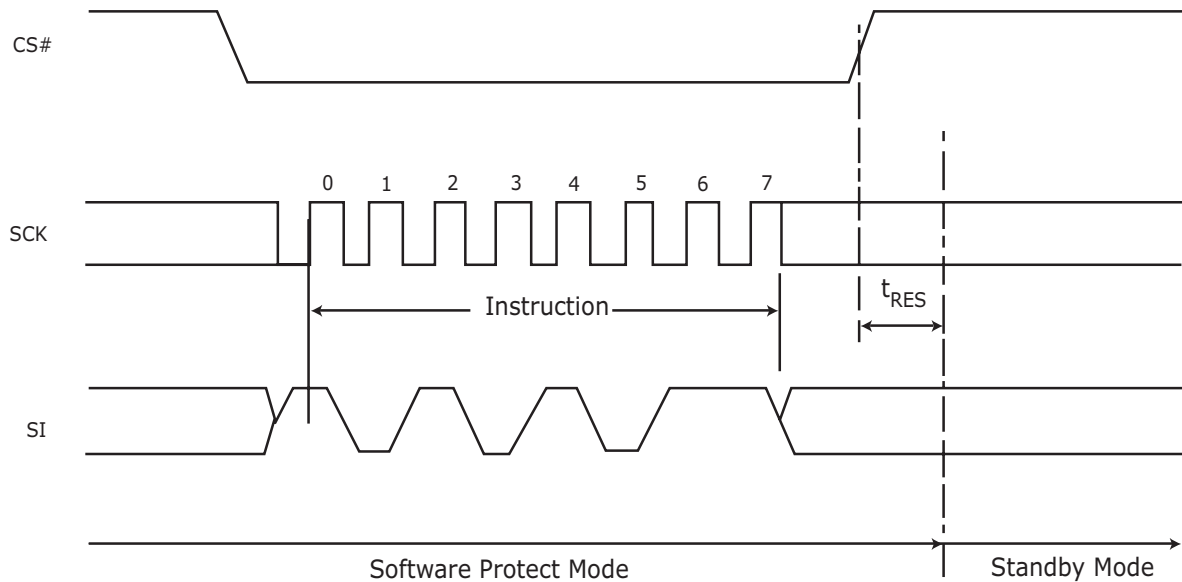 CS#
0 1 2 3 4 5 6 7
SCK
Instruction
tRES
SI
Software Protect Mode
Standby Mode